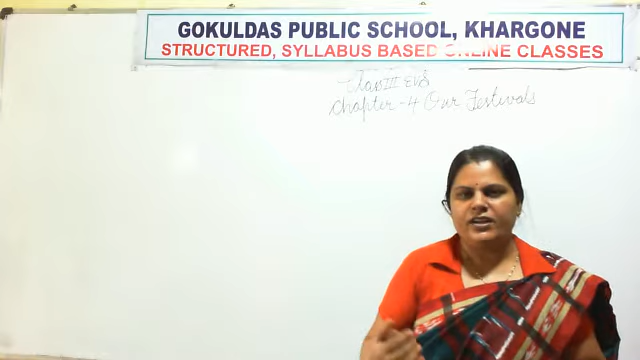 GOKULDAS PUBLIC SCHOOL, KHARGONE
STRUCTURED, SYLLABUS BASED ONLINE CLASSES
Class III EVS
Chapter-4 Our Festivals